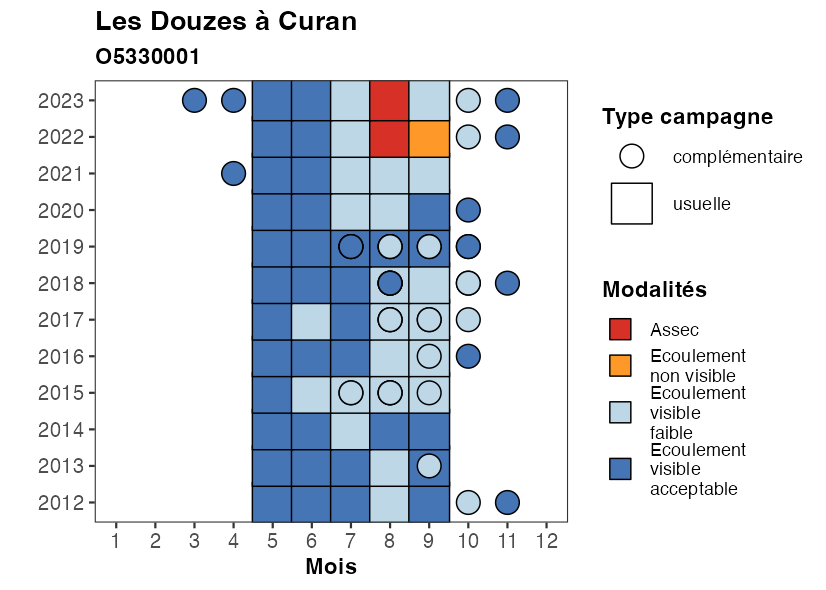 Les Douzes à Curan
O5330001
2023
2022
2021
2020
2019
2018
2017
2016
2015
2014
2013
2012
1 2 3 4 5 6 7 8 9 10 11 12
Mois
Type campagne
complémentaire
usuelle
Modalités
Assec
Ecoulement
non visible
Ecoulement
visible
faible
Ecoulement
visible
acceptable